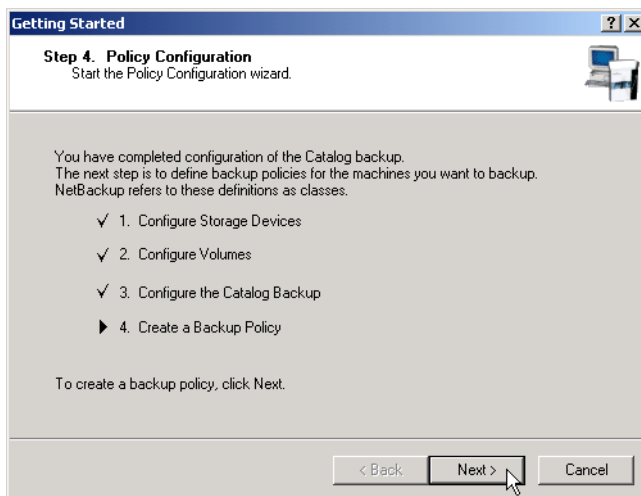 Getting Started
Step 4. Policy Configuration
Start the Policy Configuration wizard.
You have completed configuration of the Catalog backup.
The next step is to define backup policies for the machines you want to backup.
NetBackup refers to these definitions as classes.
1. Configure Storage Devices
2. Configure Volumes
3. Configure the Catalog Backup
4. Create a Backup Policy
To create a backup policy, click Next.
< Back
Next >
Cancel